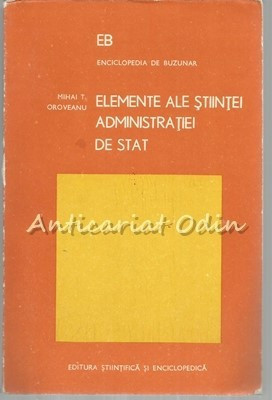 EB
ENCICLOPEDIA DE BUZUNAR
MIHAI T. OROVEANU
ELEMENTE ALE ŞTIINŢEI
ADMINISTRAŢIEI
DE STAT
Anticariat Odin
EDITURA ŞTIINŢIFICĂ ŞI ENCICLOPEDICĂ